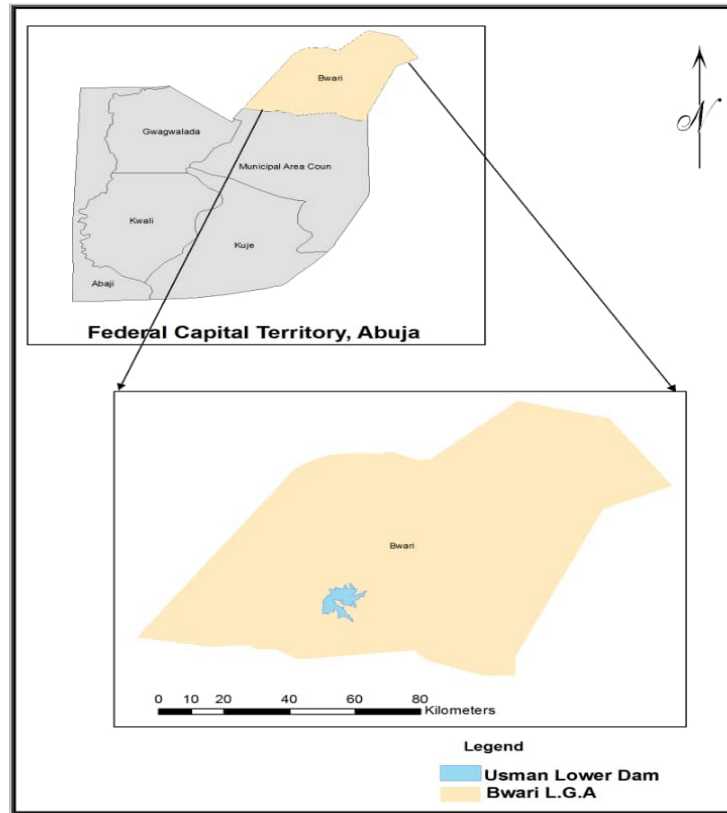 Bwari
N
Gwagwalada
Municipal Area Coun
Kwali
Kuje
Abaji
Federal Capital Territory, Abuja
Bwari
0 10 20 40 60 80
Kilometers
Legend
Usman Lower Dam
Bwari L.G.A